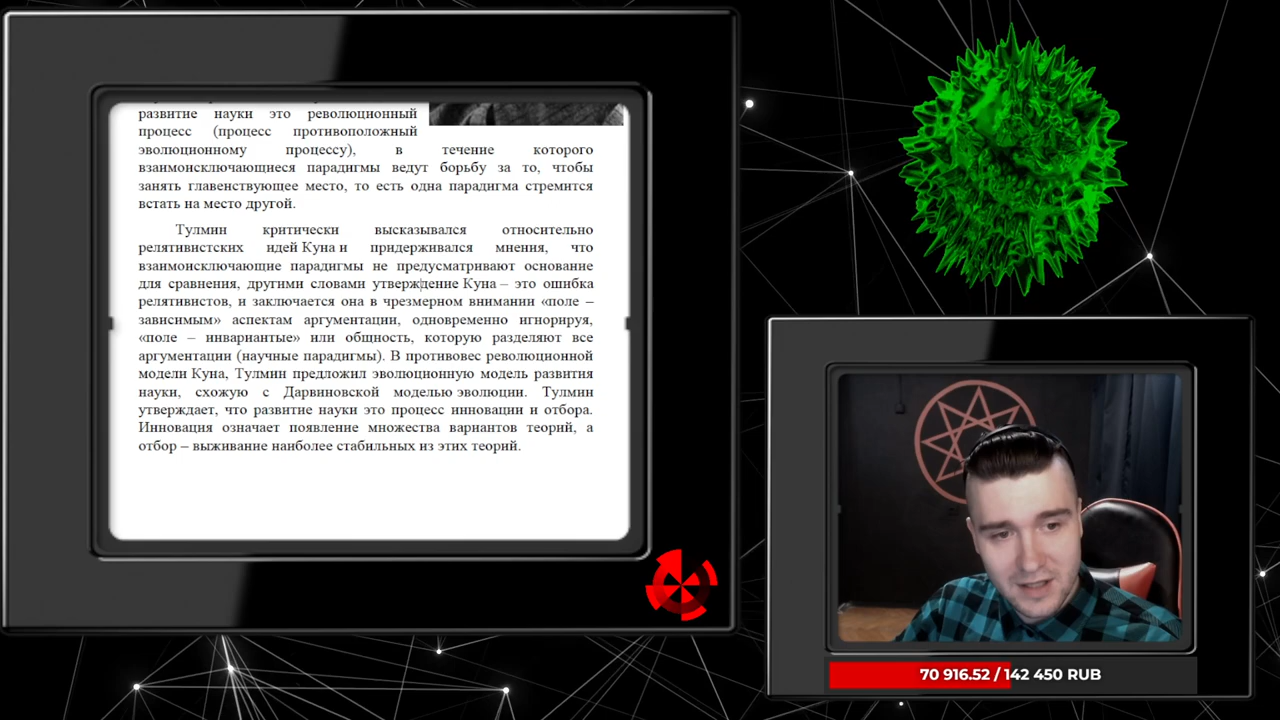 развитие науки это революционный
процесс (процесс противоположный
эволюционному процессу), в течение которого
взаимоисключающиеся парадигмы ведут борьбу за то, чтобы
занять главенствующее место, то есть одна парадигма стремится
встать на место другой.
Тулмин критически высказывался относительно
релятивистских идей Куна и придерживался мнения, что
взаимоисключающие парадигмы не предусматривают основание
для сравнения, другими словами утверждение Куна – это ошибка
релятивистов, и заключается она в чрезмерном внимании «поле –
зависимым» аспектам аргументации, одновременно игнорируя,
«поле – инвариантые» или общность, которую разделяют все
аргументации (научные парадигмы). В противовес революционной
модели Куна, Тулмин предложил эволюционную модель развития
науки, схожую с Дарвиновской моделью эволюции. Тулмин
утверждает, что развитие науки это процесс инновации и отбора.
Инновация означает появление множества вариантов теорий, а
отбор – выживание наиболее стабильных из этих теорий.
70 916.52 / 142 450 RUB